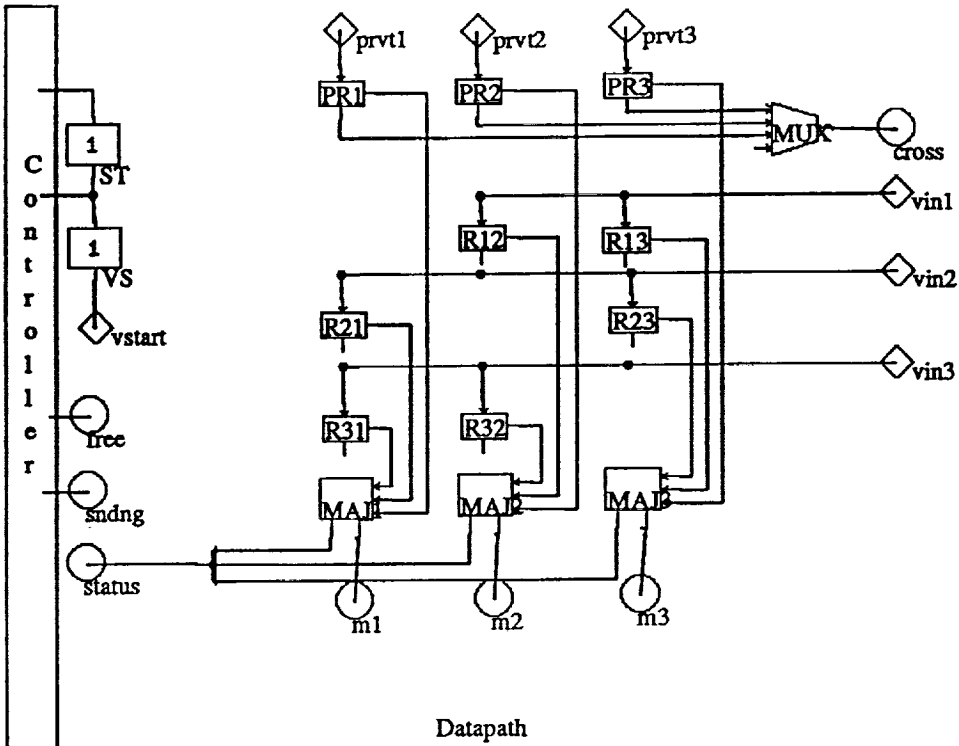 prvt1
prvt2
prvt3
PR1
PR2
PR3
MUX
cross
1
ST
Controller
vin1
R12
R13
1
VS
vin2
vstart
R21
R23
vin3
free
R31
R32
sndng
MAJ1
MAJ2
MAJ3
status
m1
m2
m3
Datapath